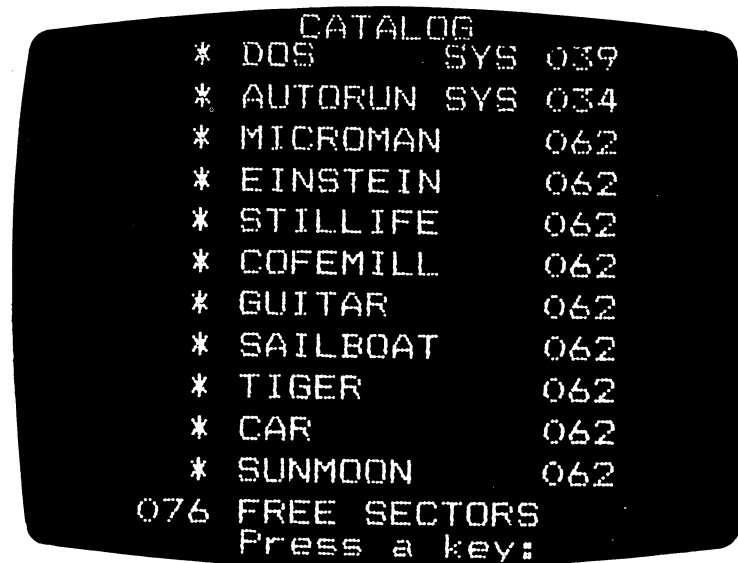 CATALOG
* DOS SYS 039
* AUTORUN SYS 034
* MICROMAN 062
* EINSTEIN 062
* STILLIFE 062
* COFEMILL 062
* GUITAR 062
* SAILBOAT 062
* TIGER 062
* CAR 062
* SUNMOON 062
076 FREE SECTORS
Press a key: